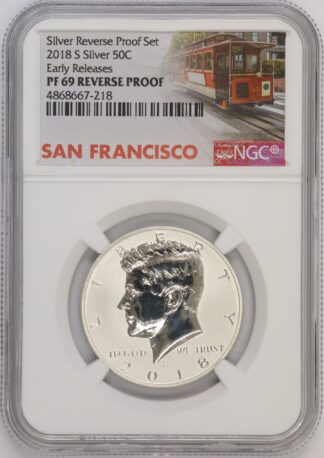 Silver Reverse Proof Set
2018 S Silver 50C
Early Releases
PF 69 REVERSE PROOF
4868667-218
SAN FRANCISCO
NGC
LIBERTY
IN GOD WE TRUST
2018